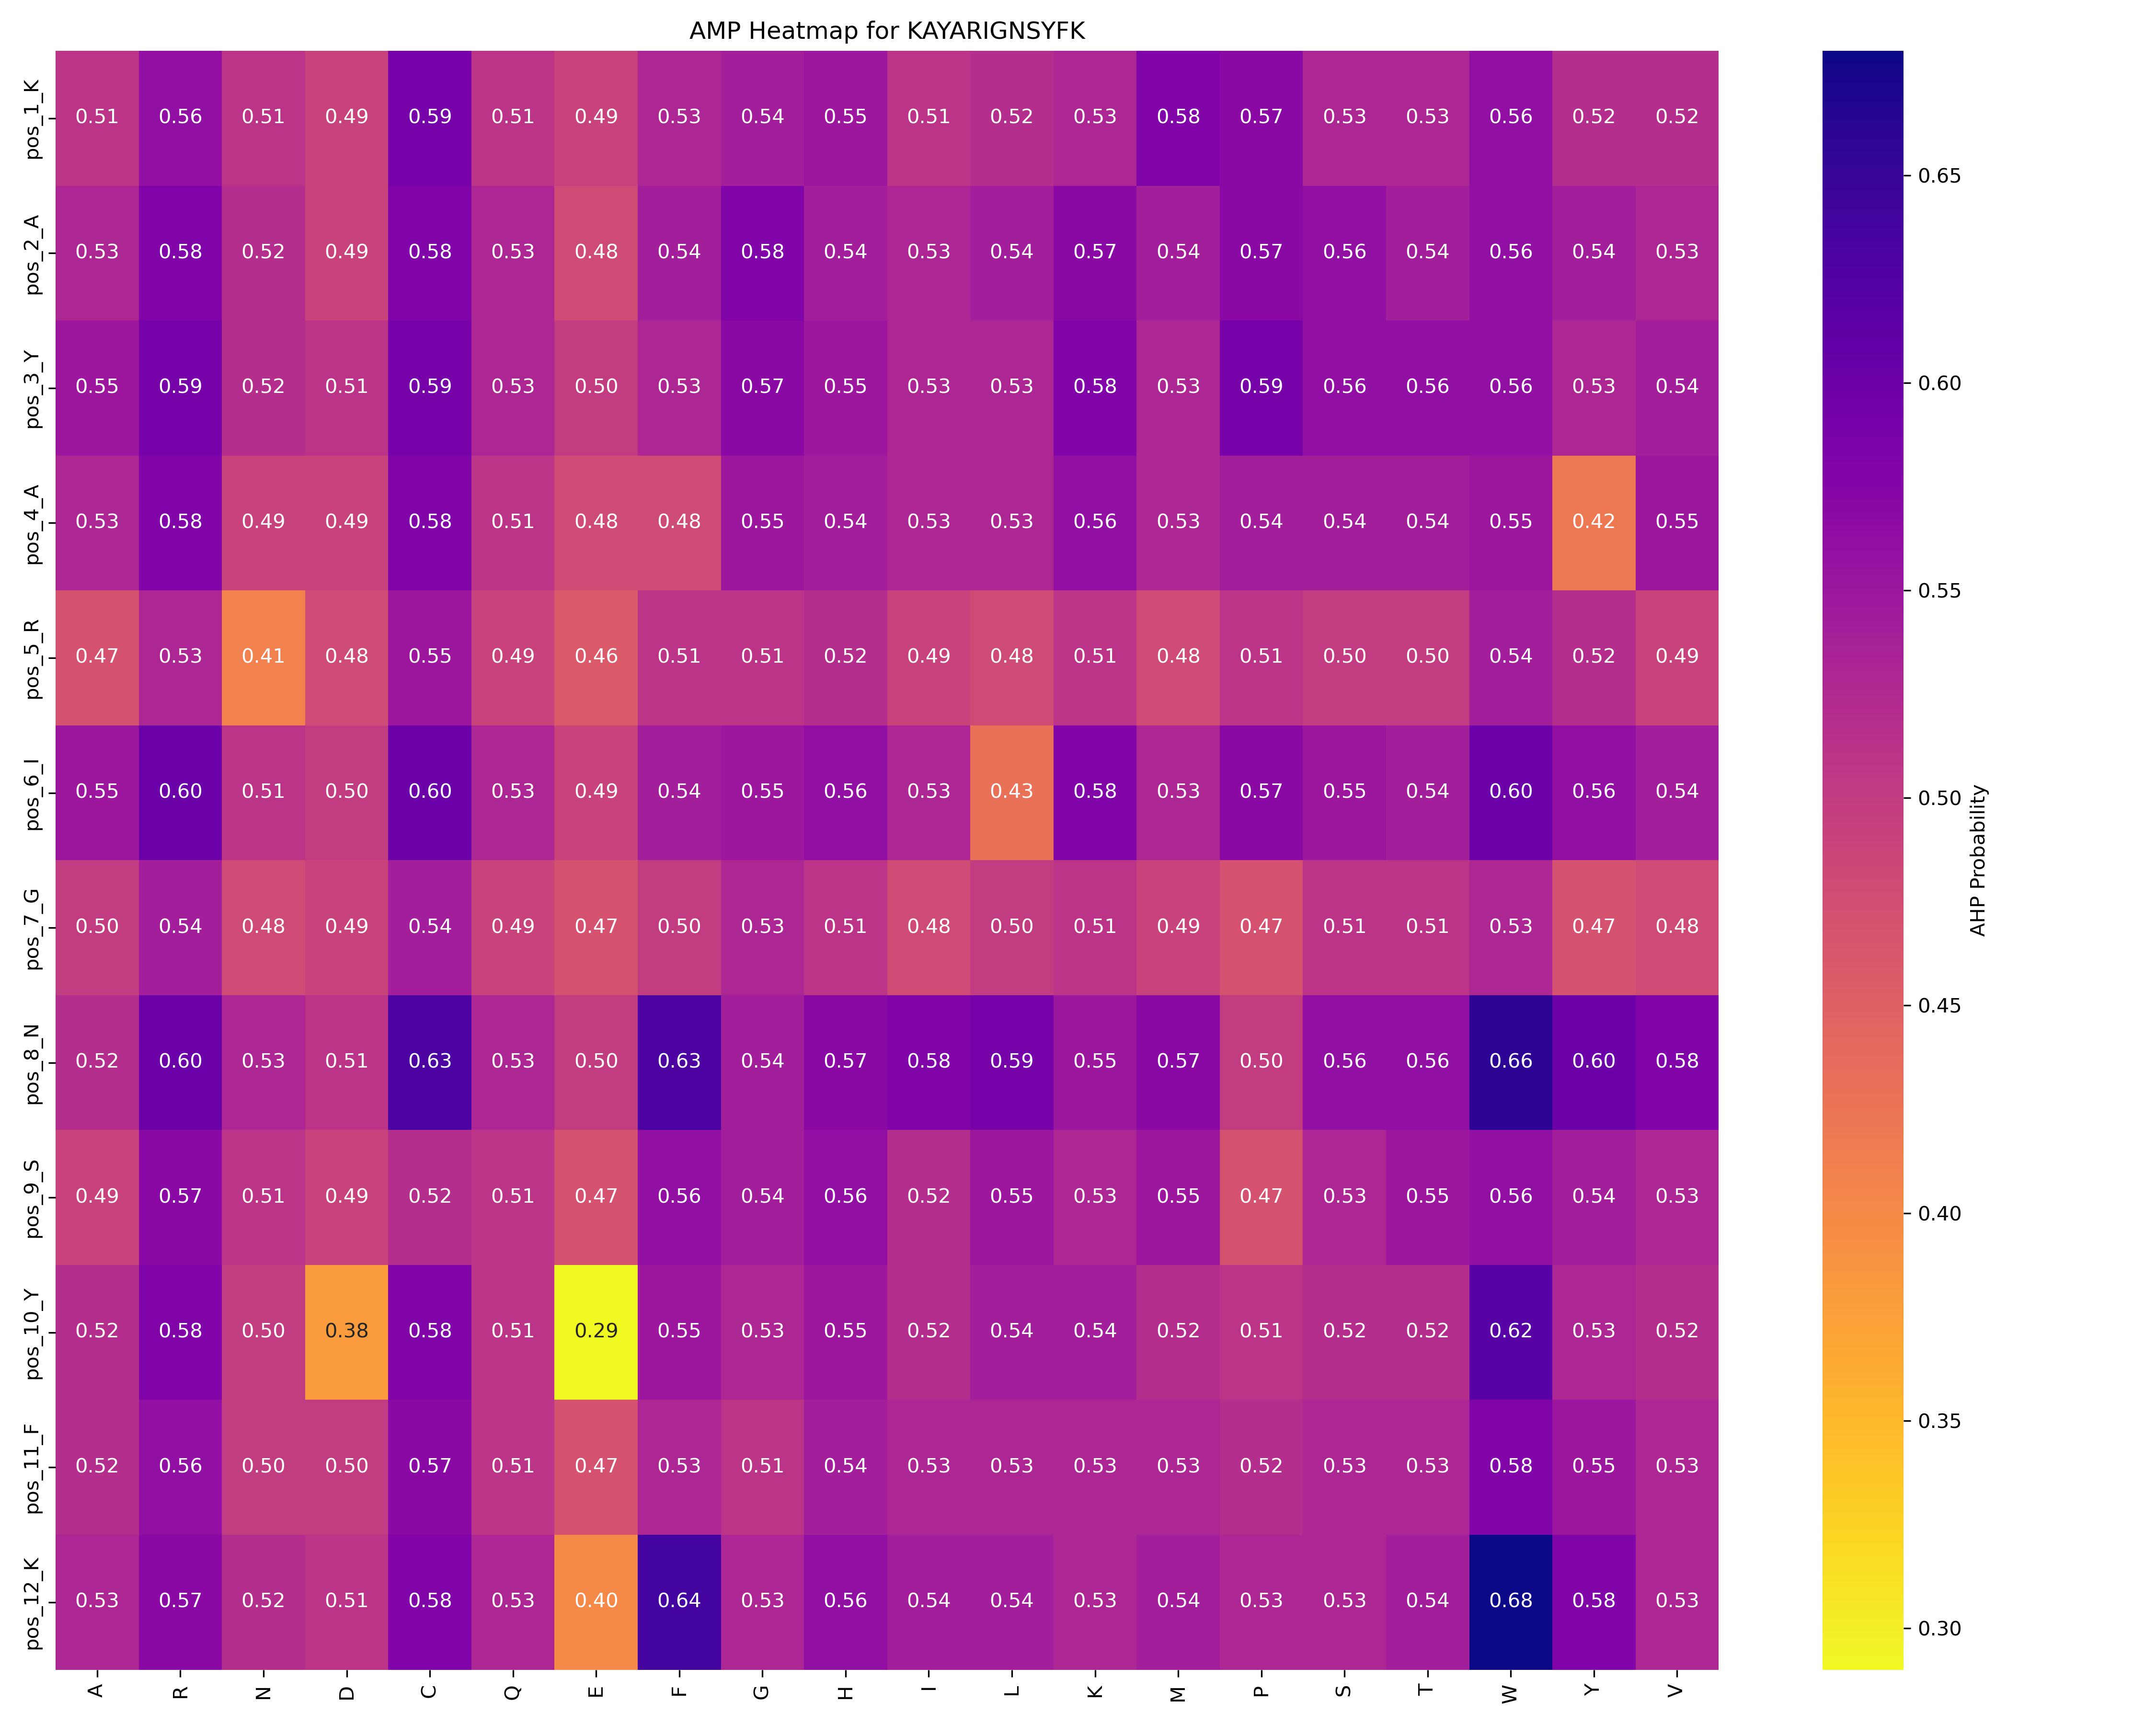 AMP Heatmap for KAYARIGNSYFK
pos_1_K 0.51 0.56 0.51 0.49 0.59 0.51 0.49 0.53 0.54 0.55 0.51 0.52 0.53 0.58 0.57 0.53 0.53 0.56 0.52 0.52
pos_2_A 0.53 0.58 0.52 0.49 0.58 0.53 0.48 0.54 0.58 0.54 0.53 0.54 0.57 0.54 0.57 0.56 0.54 0.56 0.54 0.53
pos_3_Y 0.55 0.59 0.52 0.51 0.59 0.53 0.50 0.53 0.57 0.55 0.53 0.53 0.58 0.53 0.59 0.56 0.56 0.56 0.53 0.54
pos_4_A 0.53 0.58 0.49 0.49 0.58 0.51 0.48 0.48 0.55 0.54 0.53 0.53 0.56 0.53 0.54 0.54 0.54 0.55 0.42 0.55
pos_5_R 0.47 0.53 0.41 0.48 0.55 0.49 0.46 0.51 0.51 0.52 0.49 0.48 0.51 0.48 0.51 0.50 0.50 0.54 0.52 0.49
pos_6_I 0.55 0.60 0.51 0.50 0.60 0.53 0.49 0.54 0.55 0.56 0.53 0.43 0.58 0.53 0.57 0.55 0.54 0.60 0.56 0.54
pos_7_G 0.50 0.54 0.48 0.49 0.54 0.49 0.47 0.50 0.53 0.51 0.48 0.50 0.51 0.49 0.47 0.51 0.51 0.53 0.47 0.48
pos_8_N 0.52 0.60 0.53 0.51 0.63 0.53 0.50 0.63 0.54 0.57 0.58 0.59 0.55 0.57 0.50 0.56 0.56 0.66 0.60 0.58
pos_9_S 0.49 0.57 0.51 0.49 0.52 0.51 0.47 0.56 0.54 0.56 0.52 0.55 0.53 0.55 0.47 0.53 0.55 0.56 0.54 0.53
pos_10_Y 0.52 0.58 0.50 0.38 0.58 0.51 0.29 0.55 0.53 0.55 0.52 0.54 0.54 0.52 0.51 0.52 0.52 0.62 0.53 0.52
pos_11_F 0.52 0.56 0.50 0.50 0.57 0.51 0.47 0.53 0.51 0.54 0.53 0.53 0.53 0.53 0.52 0.53 0.53 0.58 0.55 0.53
pos_12_K 0.53 0.57 0.52 0.51 0.58 0.53 0.40 0.64 0.53 0.56 0.54 0.54 0.53 0.54 0.53 0.53 0.54 0.68 0.58 0.53
A R N D C Q E F G H I L K M P S T W Y V
0.65
0.60
0.55
0.50
0.45
0.40
0.35
0.30
AHP Probability